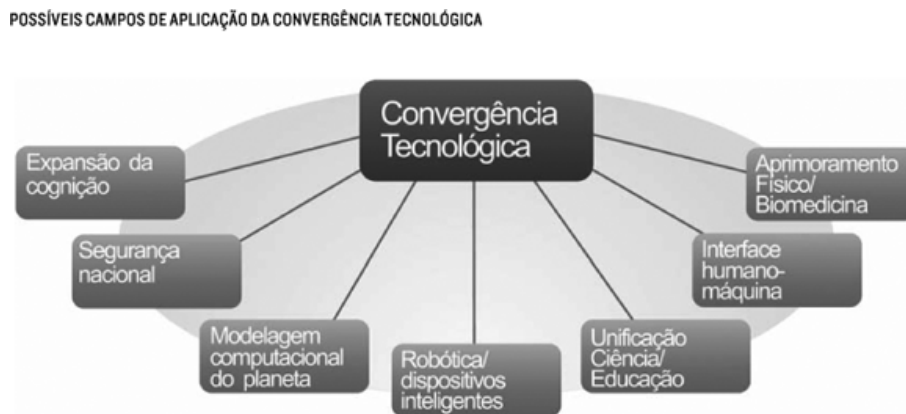 POSSÍVEIS CAMPOS DE APLICAÇÃO DA CONVERGÊNCIA TECNOLÓGICA
Convergência
Tecnológica
Expansão da
cognição
Segurança
nacional
Modelagem
computacional
do planeta
Robótica/
dispositivos
inteligentes
Unificação
Ciência/
Educação
Interface
humano-
máquina
Aprimoramento
Físico/
Biomedicina